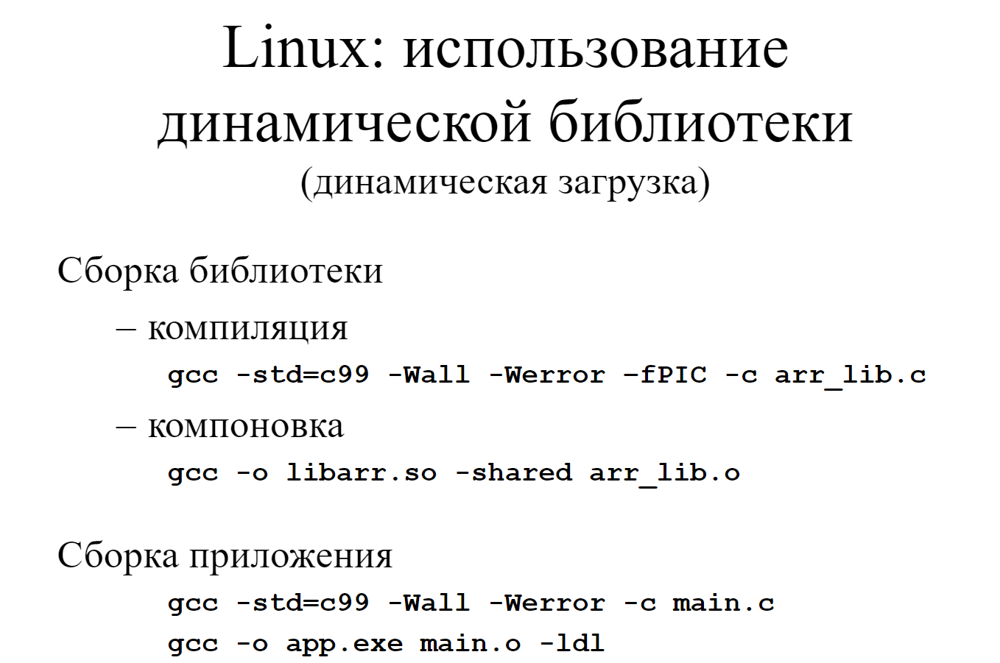 Linux: использование
динамической библиотеки
(динамическая загрузка)
Сборка библиотеки
– компиляция
gcc -std=c99 -Wall -Werror –fPIC -c arr_lib.c
– компоновка
gcc -o libarr.so -shared arr_lib.o
Сборка приложения
gcc -std=c99 -Wall -Werror -c main.c
gcc -o app.exe main.o -ldl